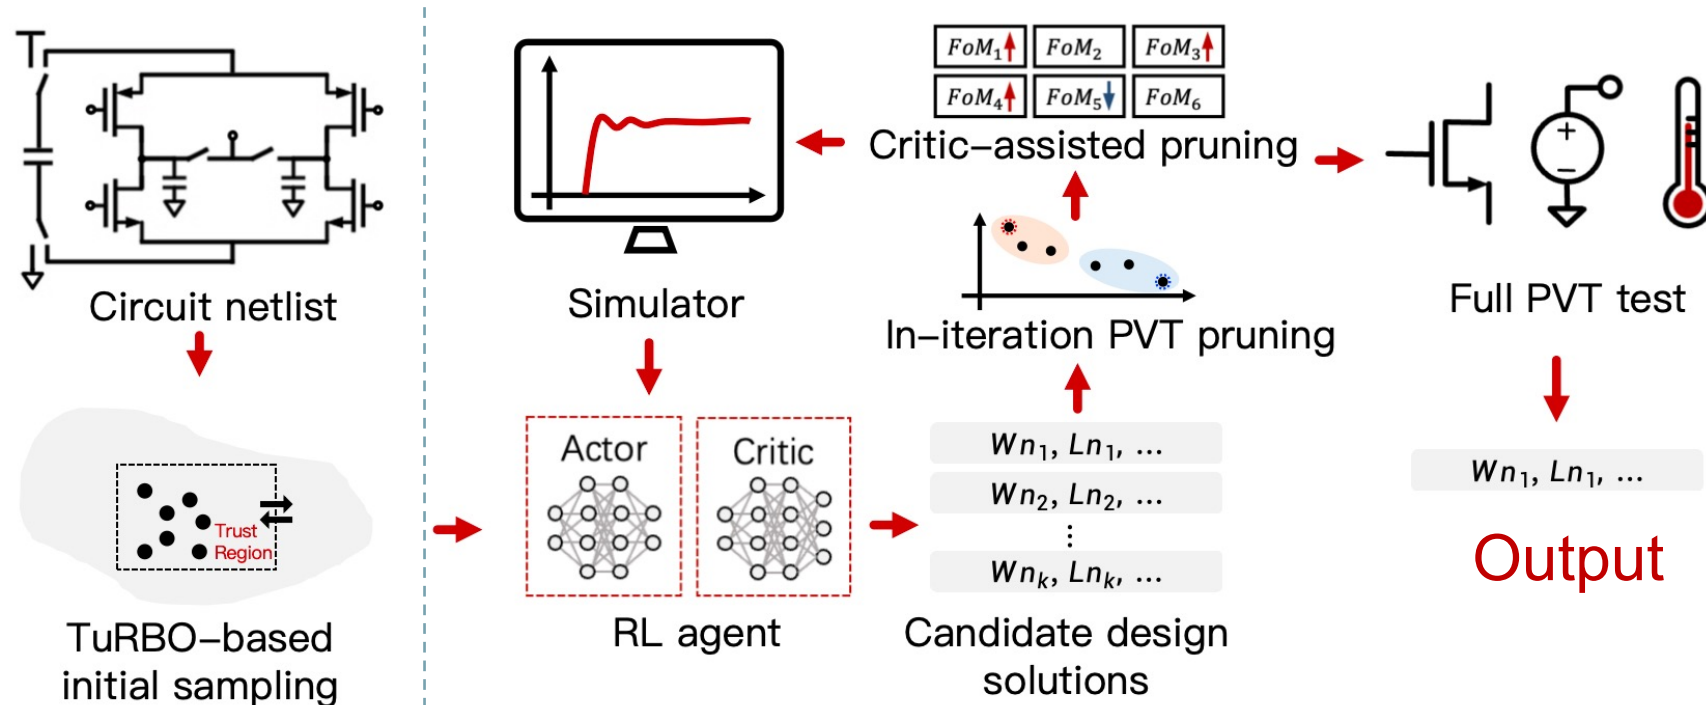 Circuit netlist
Trust
Region
TuRBO-based
initial sampling
Simulator
Actor
Critic
RL agent
Wn₁, Ln₁, ...
Wn₂, Ln₂, ...
⋮
Wnₖ, Lnₖ, ...
Candidate design
solutions
In-iteration PVT pruning
FoM₁ FoM₂ FoM₃
FoM₄ FoM₅ FoM₆
Critic-assisted pruning
Full PVT test
Wn₁, Ln₁, ...
Output